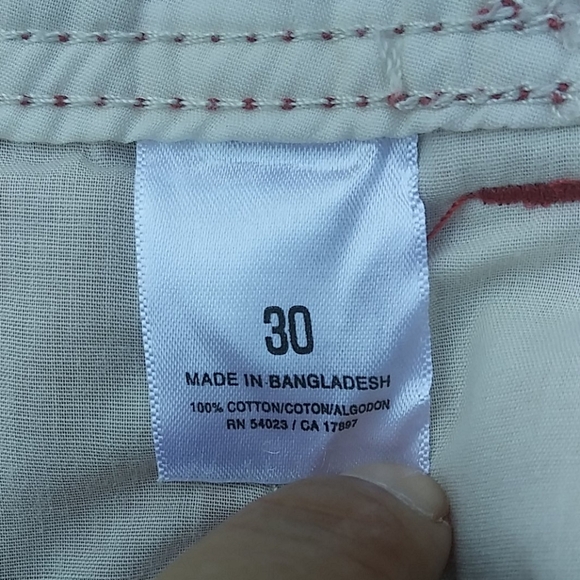 30
MADE IN BANGLADESH
100% COTTON/COTON/ALGODON
RN 54023 / CA 17897